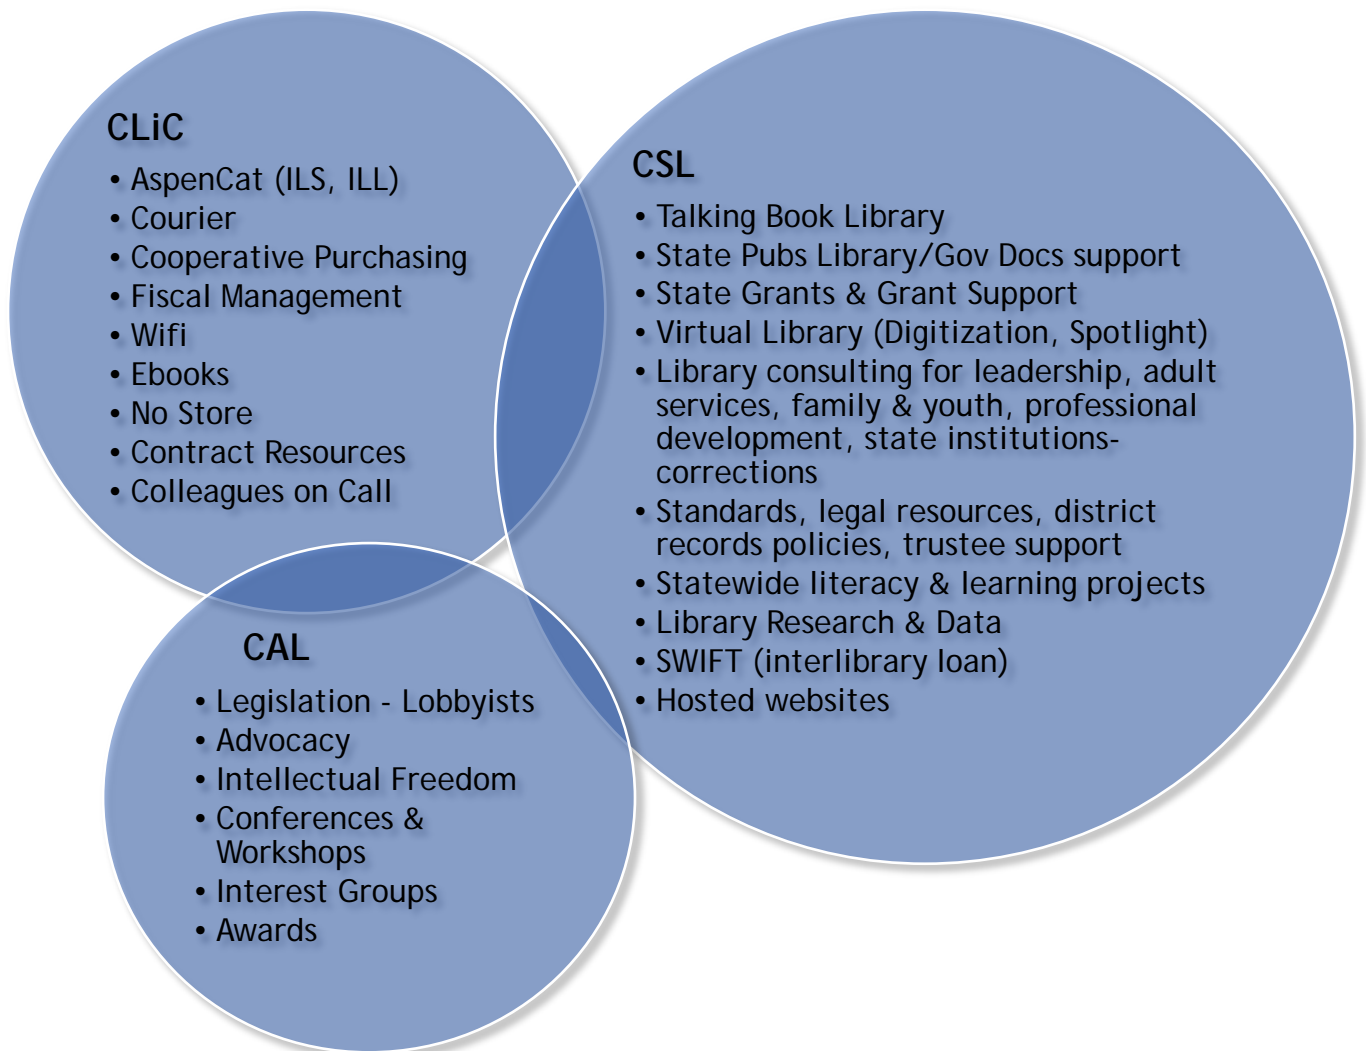 CLiC
• AspenCat (ILS, ILL)
• Courier
• Cooperative Purchasing
• Fiscal Management
• Wifi
• Ebooks
• No Store
• Contract Resources
• Colleagues on Call
CSL
• Talking Book Library
• State Pubs Library/Gov Docs support
• State Grants & Grant Support
• Virtual Library (Digitization, Spotlight)
• Library consulting for leadership, adult
services, family & youth, professional
development, state institutions-
corrections
• Standards, legal resources, district
records policies, trustee support
• Statewide literacy & learning projects
• Library Research & Data
• SWIFT (interlibrary loan)
• Hosted websites
CAL
• Legislation - Lobbyists
• Advocacy
• Intellectual Freedom
• Conferences &
Workshops
• Interest Groups
• Awards